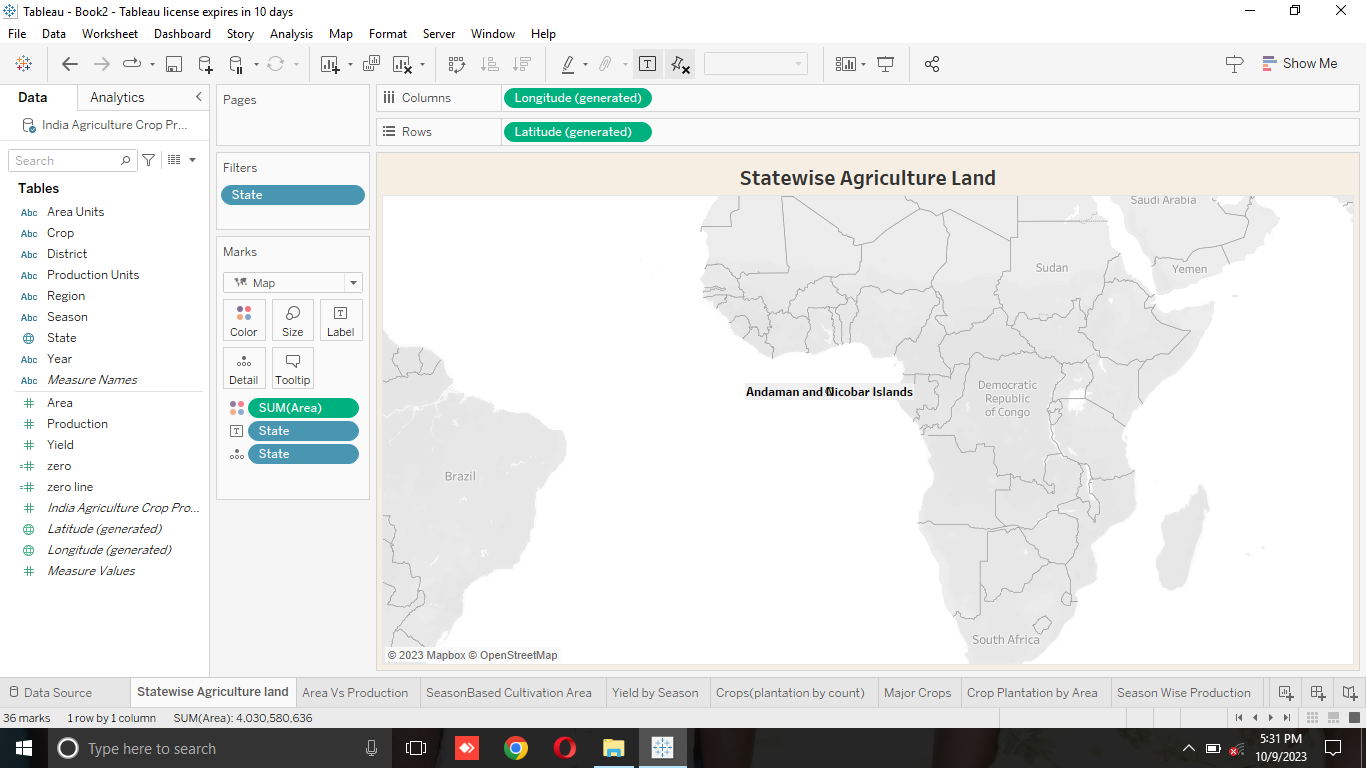 Tableau - Book2 - Tableau license expires in 10 days
File Data Worksheet Dashboard Story Analysis Map Format Server Window Help
Show Me
Data Analytics
India Agriculture Crop Pr...
Search
Tables
Abc Area Units
Abc Crop
Abc District
Abc Production Units
Abc Region
Abc Season
State
Abc Year
Abc Measure Names
# Area
# Production
# Yield
=# zero
=# zero line
# India Agriculture Crop Pro...
Latitude (generated)
Longitude (generated)
# Measure Values
Pages
Filters
State
Marks
Map
Color Size Label
Detail Tooltip
SUM(Area)
State
State
Columns Longitude (generated)
Rows Latitude (generated)
Statewise Agriculture Land
Saudi Arabia
Sudan
Yemen
Andaman and Nicobar Islands
Democratic
Republic
of Congo
Brazil
South Africa
© 2023 Mapbox © OpenStreetMap
Data Source Statewise Agriculture land Area Vs Production SeasonBased Cultivation Area Yield by Season Crops(plantation by count) Major Crops Crop Plantation by Area Season Wise Production
36 marks 1 row by 1 column SUM(Area): 4,030,580,636
Type here to search
5:31 PM
10/9/2023